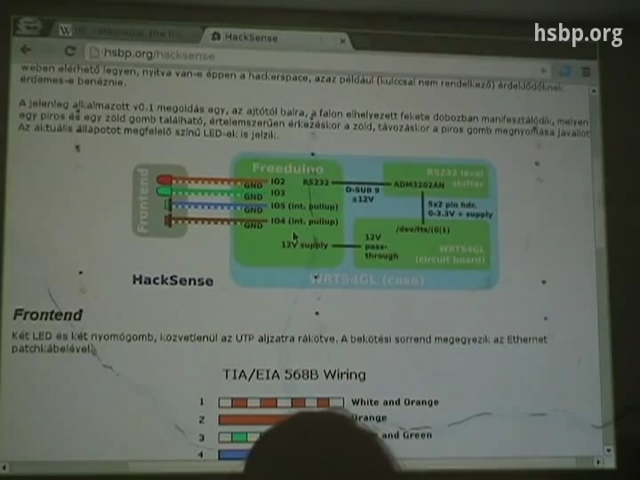 hsbp.org
HackSense
hsbp.org/hacksense
weben elérhető legyen, nyitva van-e éppen a hackerspace, azaz például (kulccsal nem rendelkező) érdeklődőknek
érdemes-e benéznie.
A jelenleg alkalmazott v0.1 megoldás egy, az ajtótól balra, a falon elhelyezett fekete dobozban manifesztálódik, melyen
egy piros és egy zöld gomb található, értelemszerűen érkezéskor a zöld, távozáskor a piros gomb megnyomása javallott
Az aktuális állapotot megfelelő színű LED-ek is jelzik.
Frontend
Freeduino
IO2
GND
IO3
GND
IO5 (int. pullup)
GND
IO4 (int. pullup)
GND
RS232
12V supply
D-SUB 9
±12V
RS232 level
shifter
ADM3202AN
5x2 pin hdr.
0-3.3V + supply
/dev/tts/(0|1)
12V
pass-
through
WRT54GL
(circuit board)
HackSense
WRT54GL (case)
Frontend
Két LED és két nyomógomb, közvetlenül az UTP aljzatra rákötve. A bekötési sorrend megegyezik az Ethernet
patchkábelével.
TIA/EIA 568B Wiring
1 White and Orange
2 Orange
3 and Green
4